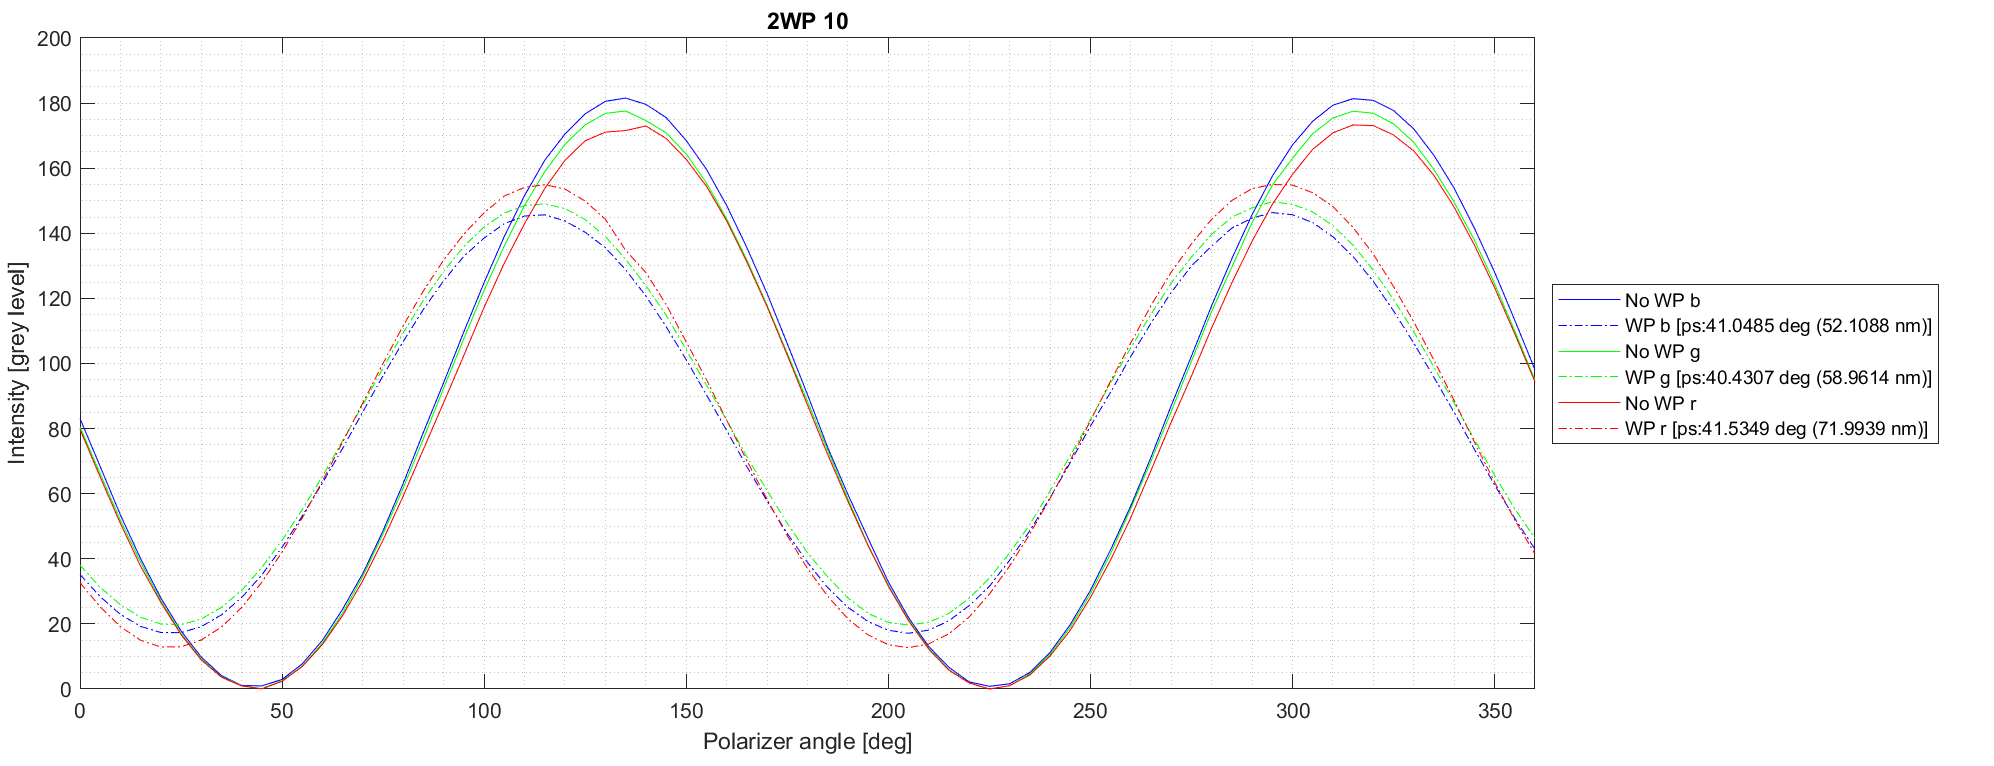 2WP 10
200
180
160
140
120
100
80
60
40
20
0
Intensity [grey level]
0 50 100 150 200 250 300 350
Polarizer angle [deg]
No WP b
WP b [ps:41.0485 deg (52.1088 nm)]
No WP g
WP g [ps:40.4307 deg (58.9614 nm)]
No WP r
WP r [ps:41.5349 deg (71.9939 nm)]